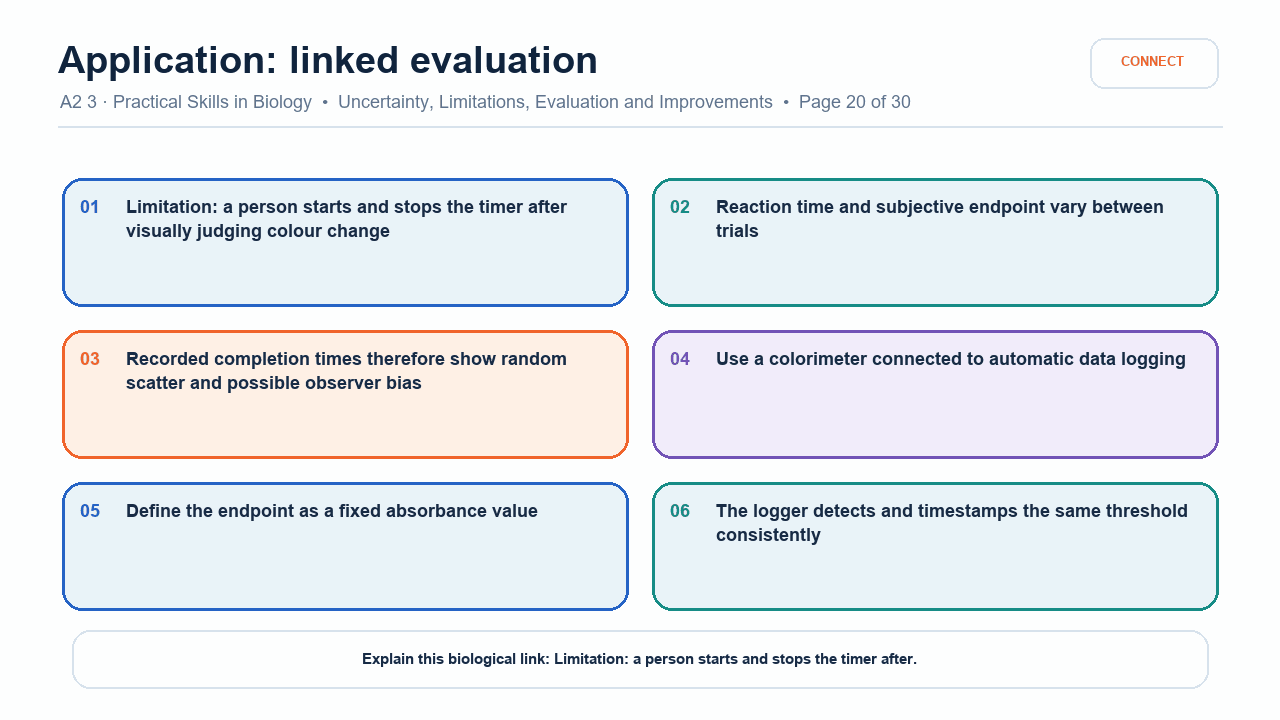 Application: linked evaluation
CONNECT
A2 3 · Practical Skills in Biology • Uncertainty, Limitations, Evaluation and Improvements • Page 20 of 30
01 Limitation: a person starts and stops the timer after
visually judging colour change
02 Reaction time and subjective endpoint vary between
trials
03 Recorded completion times therefore show random
scatter and possible observer bias
04 Use a colorimeter connected to automatic data logging
05 Define the endpoint as a fixed absorbance value
06 The logger detects and timestamps the same threshold
consistently
Explain this biological link: Limitation: a person starts and stops the timer after.